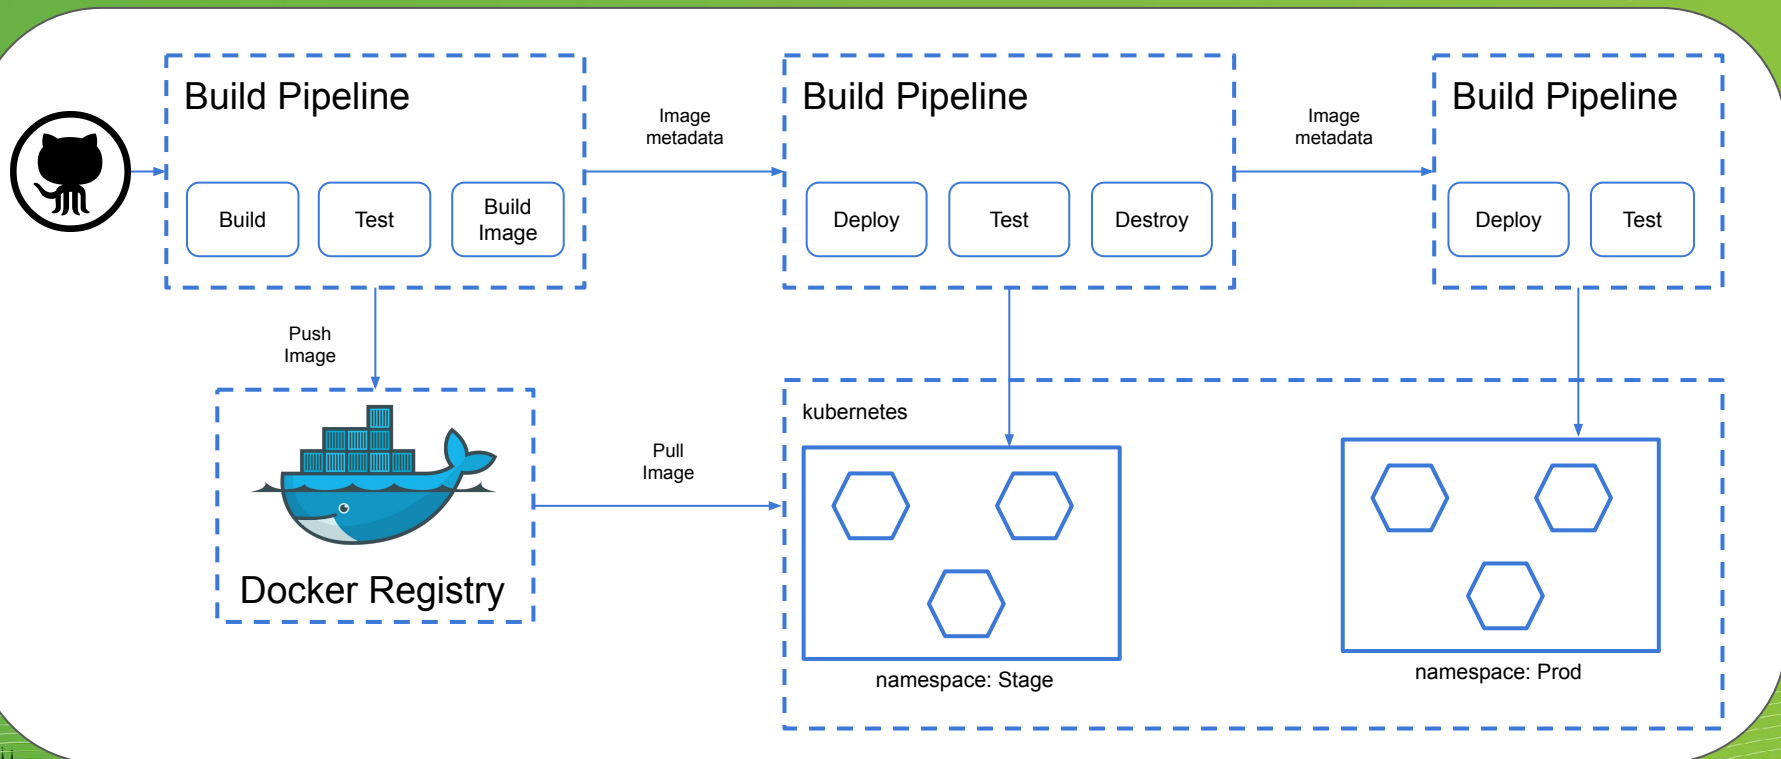 Build Pipeline
Build
Test
Build
Image
Image
metadata
Build Pipeline
Deploy
Test
Destroy
Image
metadata
Build Pipeline
Deploy
Test
Push
Image
Docker Registry
Pull
Image
kubernetes
namespace: Stage
namespace: Prod